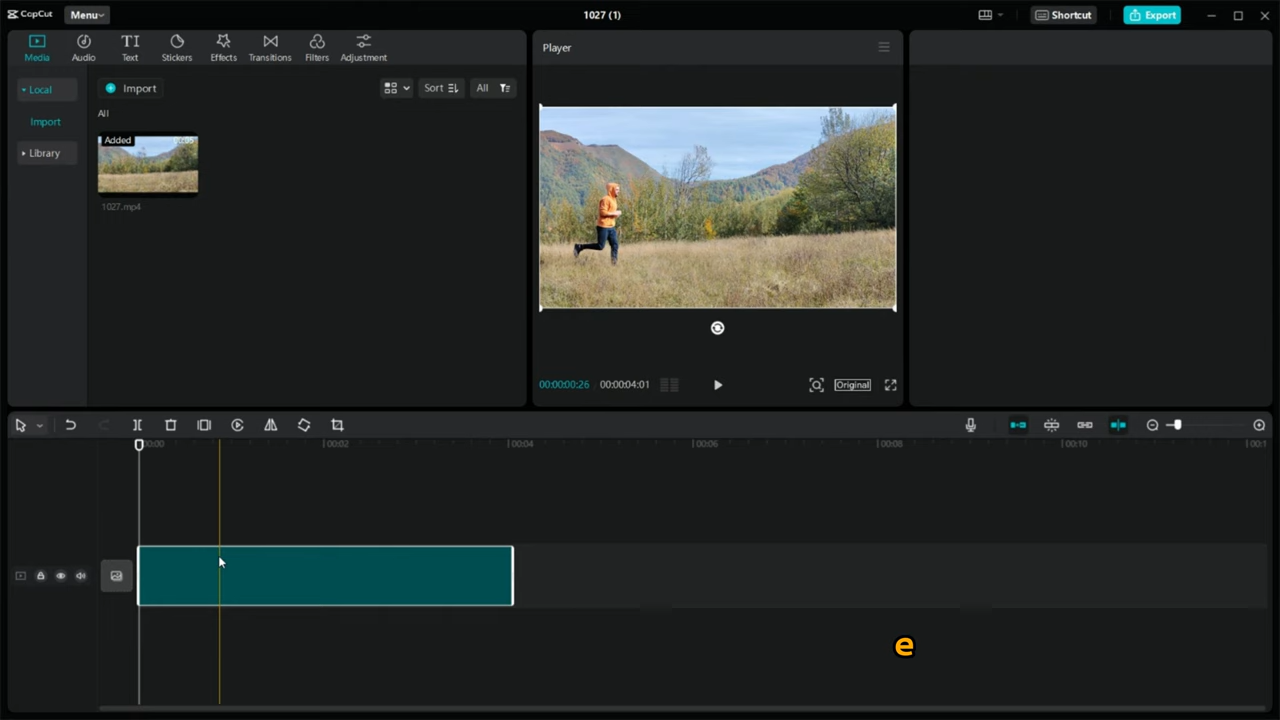 CapCut Menu 1027 (1) Shortcut Export
Media Audio Text Stickers Effects Transitions Filters Adjustment
Player
Local
Import
Sort
All
Import
All
Library
Added 00:05
1027.mp4
00:00:00:26 00:00:04:01
Original
00:00 00:02 00:04 00:06 00:08 00:10 00:1
e